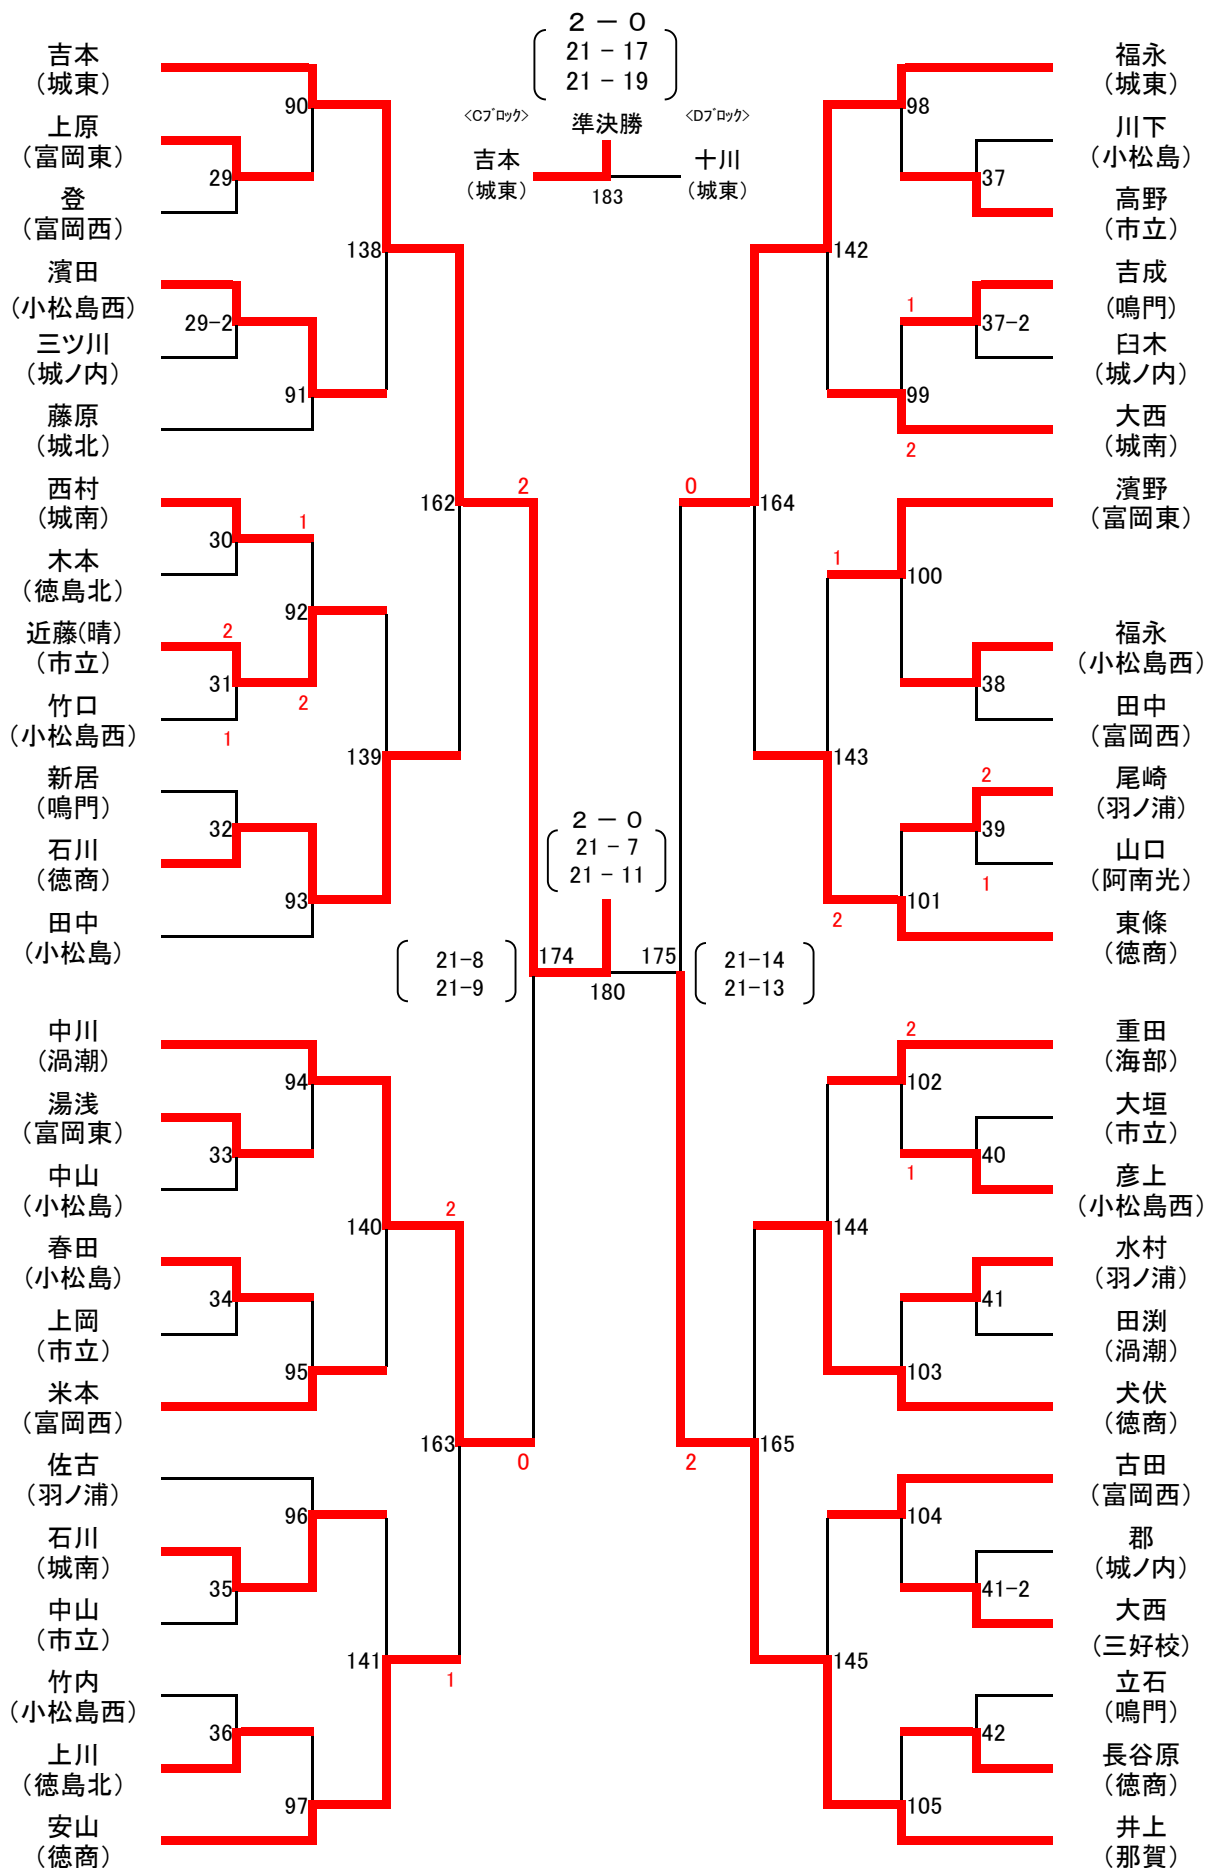 2 － 0
21 － 17
21 － 19
<Cﾌﾞﾛｯｸ>
準決勝
<Dﾌﾞﾛｯｸ>
吉本
(城東)
十川
(城東)
183
吉本
(城東)
90
上原
(富岡東)
29
登
(富岡西)
138
濱田
(小松島西)
29-2
三ツ川
(城ノ内)
91
藤原
(城北)
162
2
西村
(城南)
1
30
木本
(徳島北)
92
近藤(晴)
(市立)
2
31
2
竹口
(小松島西)
1
139
新居
(鳴門)
32
石川
(徳商)
93
田中
(小松島)
2 － 0
21 － 7
21 － 11
21-8
21-9
174
175
180
21-14
21-13
中川
(渦潮)
94
湯浅
(富岡東)
33
中山
(小松島)
2
140
春田
(小松島)
34
上岡
(市立)
95
米本
(富岡西)
163
0
佐古
(羽ノ浦)
96
石川
(城南)
35
中山
(市立)
141
1
竹内
(小松島西)
36
上川
(徳島北)
97
安山
(徳商)
福永
(城東)
98
川下
(小松島)
37
高野
(市立)
142
吉成
(鳴門)
1
37-2
臼木
(城ノ内)
99
大西
(城南)
2
0
164
濱野
(富岡東)
1
100
福永
(小松島西)
38
田中
(富岡西)
143
尾崎
(羽ノ浦)
2
39
山口
(阿南光)
1
101
2
東條
(徳商)
重田
(海部)
2
102
大垣
(市立)
40
1
彦上
(小松島西)
144
水村
(羽ノ浦)
41
田渕
(渦潮)
103
犬伏
(徳商)
165
2
古田
(富岡西)
104
郡
(城ノ内)
41-2
大西
(三好校)
145
立石
(鳴門)
42
長谷原
(徳商)
105
井上
(那賀)